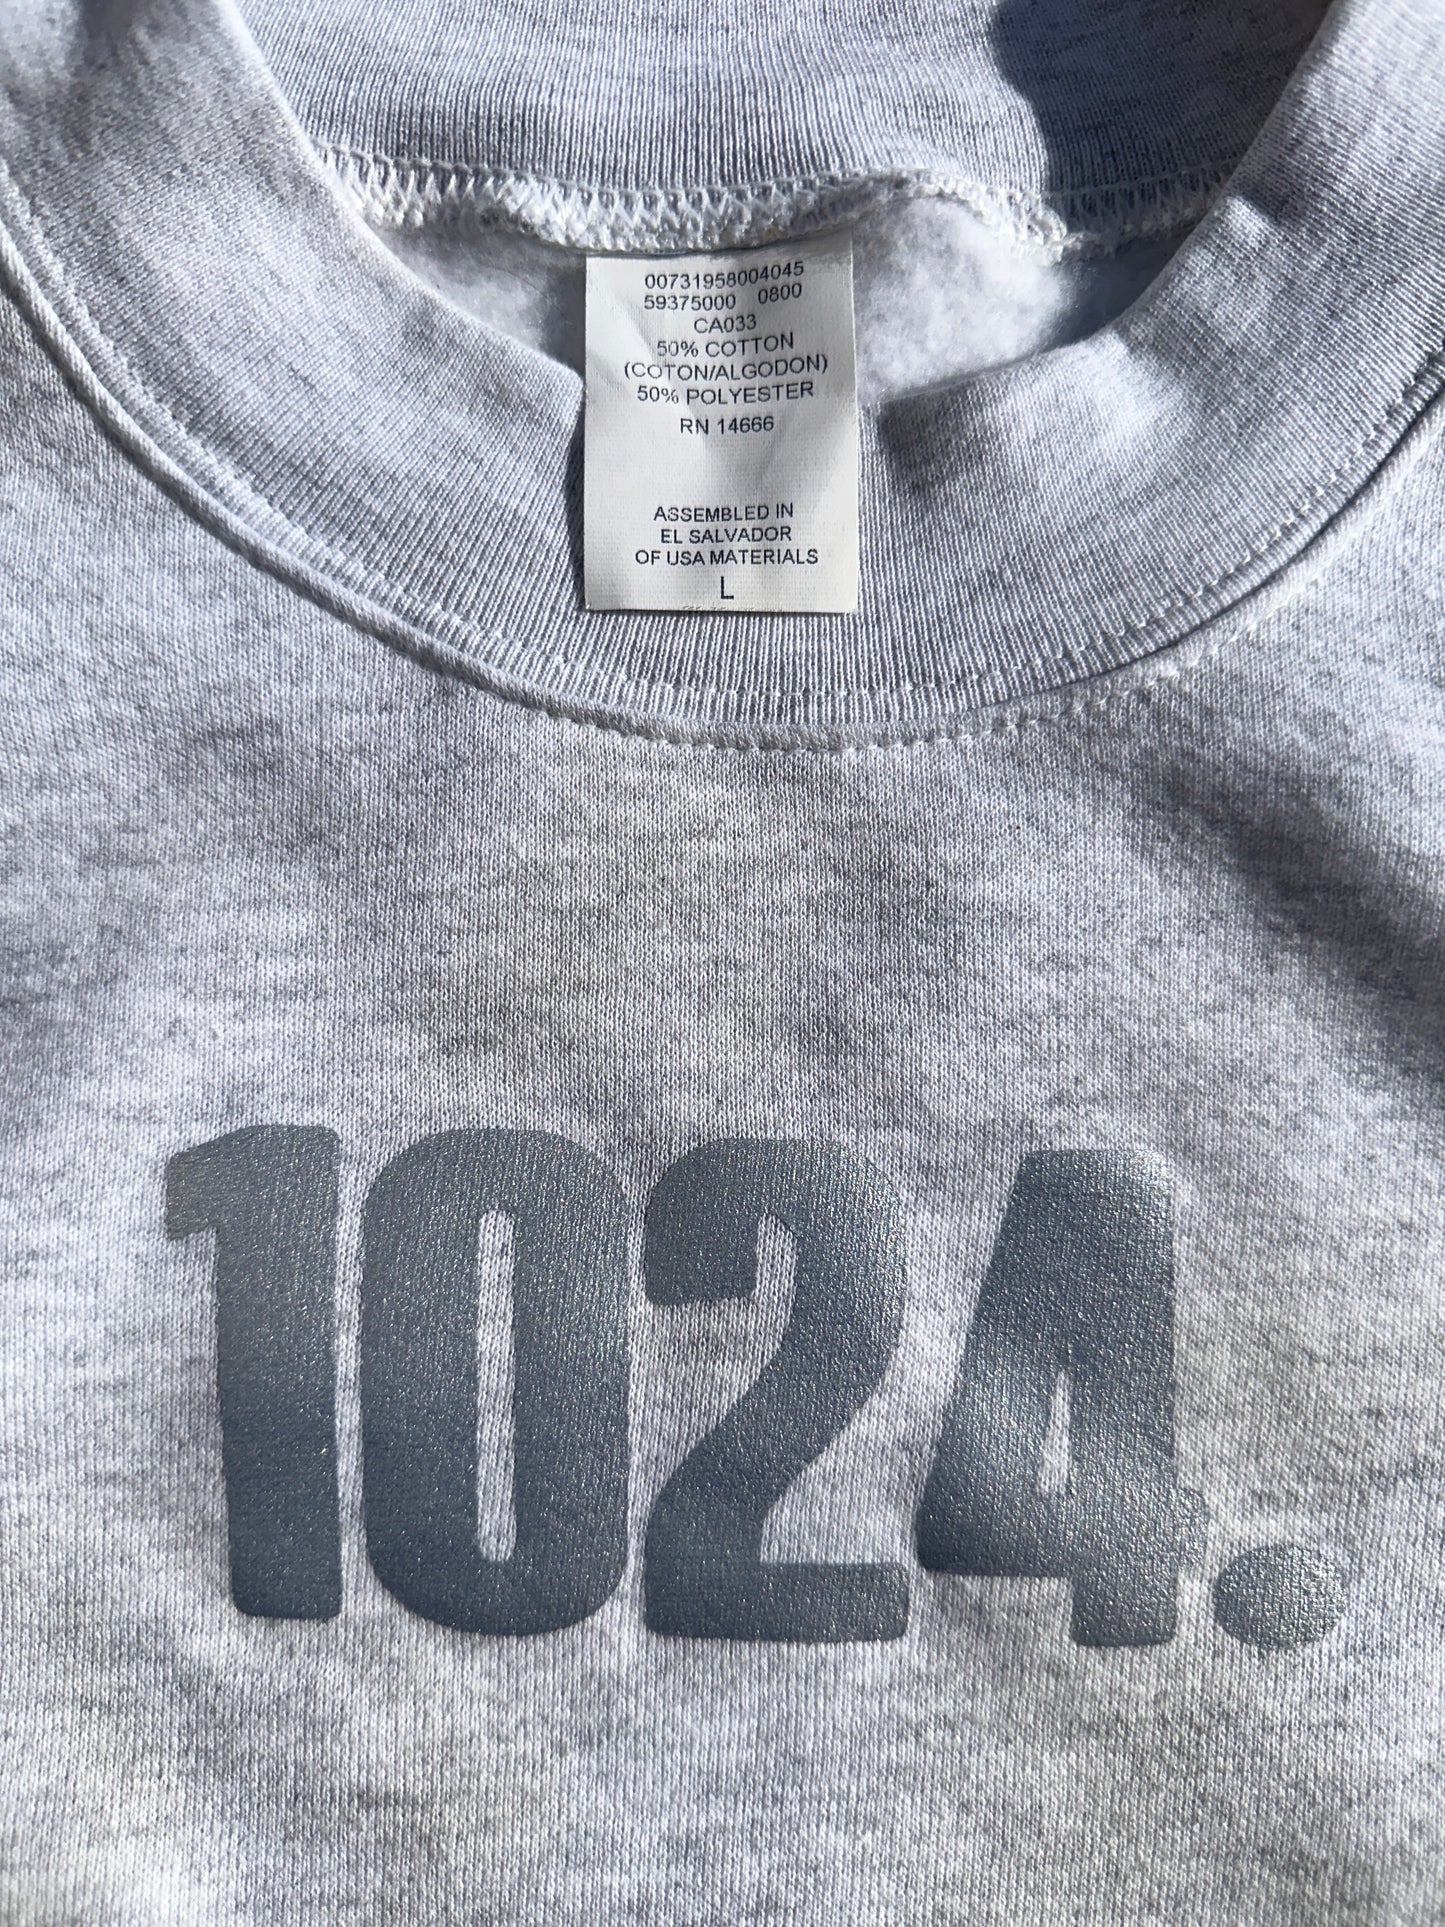 00731958004045
59375000 0800
CA033
50% COTTON
(COTON/ALGODON)
50% POLYESTER
RN 14666
ASSEMBLED IN
EL SALVADOR
OF USA MATERIALS
L
1024.